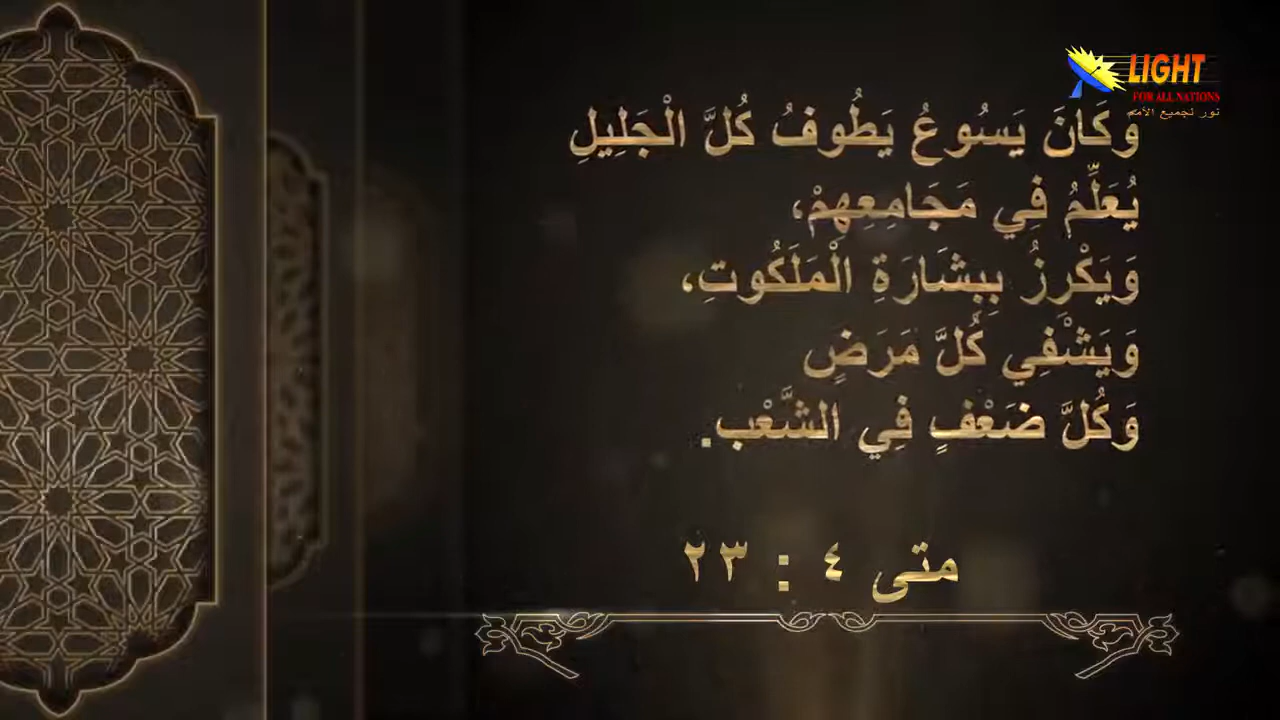 LIGHT
FOR ALL NATIONS
نور لجميع الأمم
وَكَانَ يَسُوعُ يَطُوفُ كُلَّ الْجَلِيلِ
يُعَلِّمُ فِي مَجَامِعِهِمْ،
وَيَكْرِزُ بِبِشَارَةِ الْمَلَكُوتِ،
وَيَشْفِي كُلَّ مَرَضٍ
وَكُلَّ ضَعْفٍ فِي الشَّعْب.
متى ٤ : ٢٣